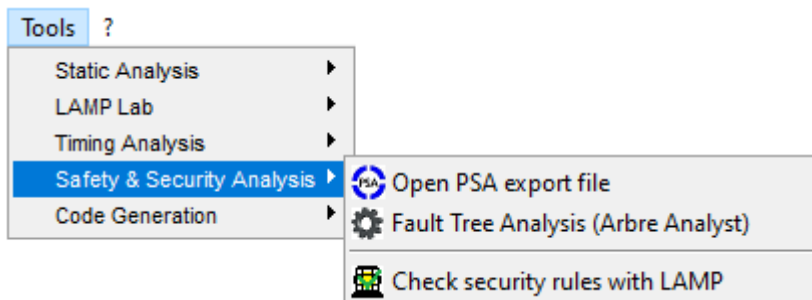 Tools ?
Static Analysis
LAMP Lab
Timing Analysis
Safety & Security Analysis
Code Generation
PSA Open PSA export file
Fault Tree Analysis (Arbre Analyst)
Check security rules with LAMP